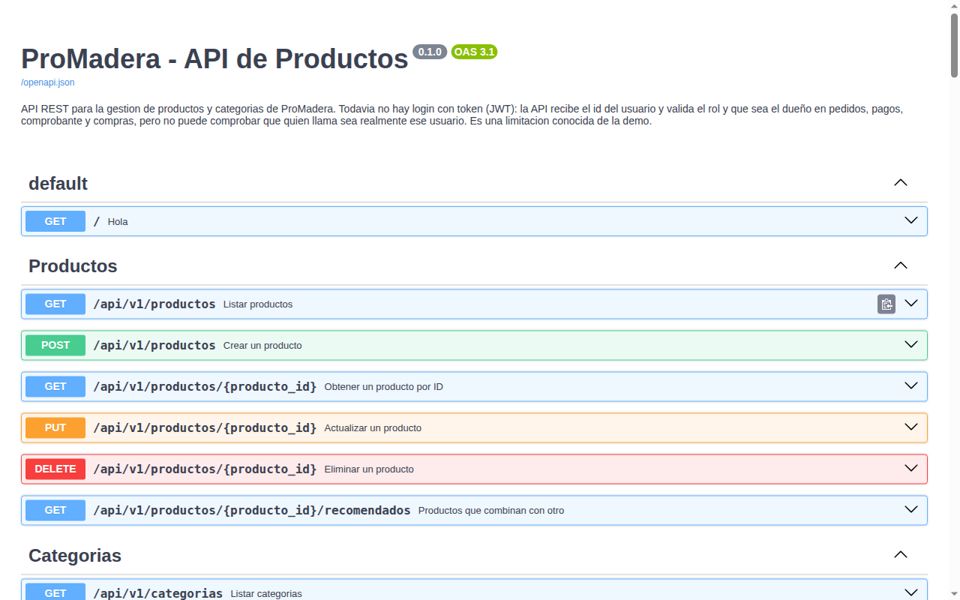 ProMadera - API de Productos 0.1.0 OAS 3.1
/openapi.json
API REST para la gestion de productos y categorias de ProMadera. Todavia no hay login con token (JWT): la API recibe el id del usuario y valida el rol y que sea el dueño en pedidos, pagos,
comprobante y compras, pero no puede comprobar que quien llama sea realmente ese usuario. Es una limitacion conocida de la demo.
default
GET / Hola
Productos
GET /api/v1/productos Listar productos
POST /api/v1/productos Crear un producto
GET /api/v1/productos/{producto_id} Obtener un producto por ID
PUT /api/v1/productos/{producto_id} Actualizar un producto
DELETE /api/v1/productos/{producto_id} Eliminar un producto
GET /api/v1/productos/{producto_id}/recomendados Productos que combinan con otro
Categorias
GET /api/v1/categorias Listar categorias